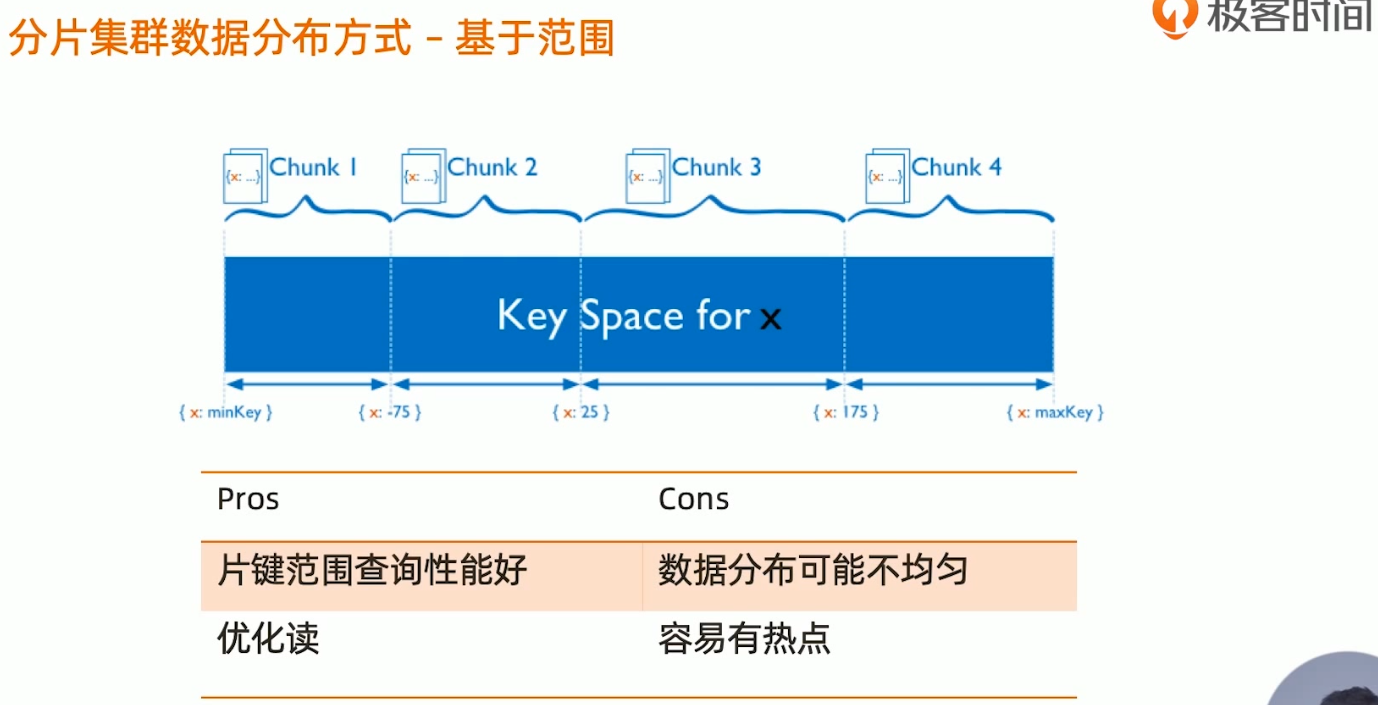 分片集群数据分布方式 – 基于范围
极客时间
{x: ...} Chunk 1 {x: ...} Chunk 2 {x: ...} Chunk 3 {x: ...} Chunk 4
Key Space for x
{ x: minKey } { x: -75 } { x: 25 } { x: 175 } { x: maxKey }
Pros Cons
片键范围查询性能好 数据分布可能不均匀
优化读 容易有热点